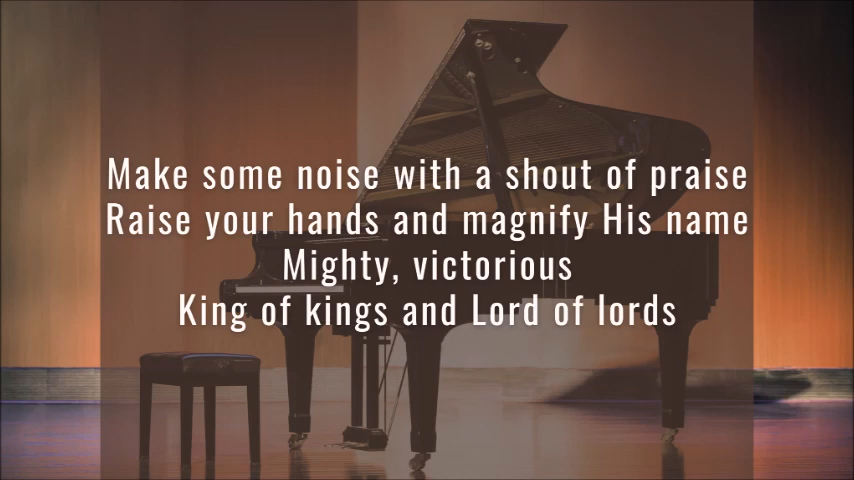 Make some noise with a shout of praise
Raise your hands and magnify His name
Mighty, victorious
King of kings and Lord of lords